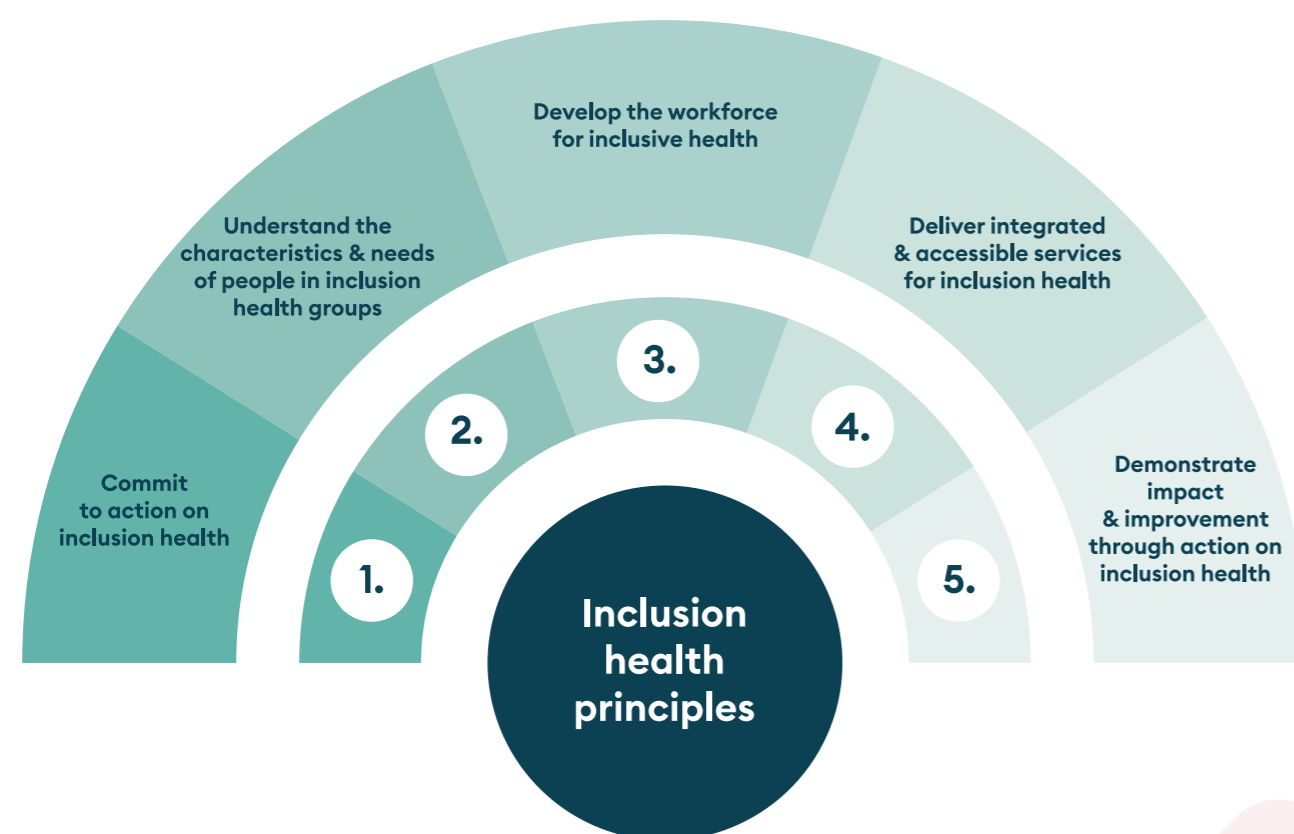 Develop the workforce
for inclusive health
Understand the
characteristics & needs
of people in inclusion
health groups
Deliver integrated
& accessible services
for inclusion health
Commit
to action on
inclusion health
Demonstrate
impact
& improvement
through action on
inclusion health
1.
2.
3.
4.
5.
Inclusion
health
principles